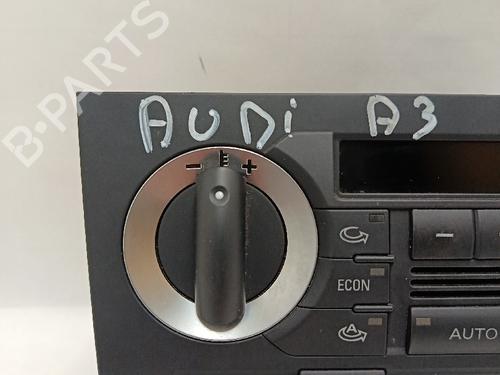 B-PARTS
AUDi A3
- +
-
ECON
A
AUTO